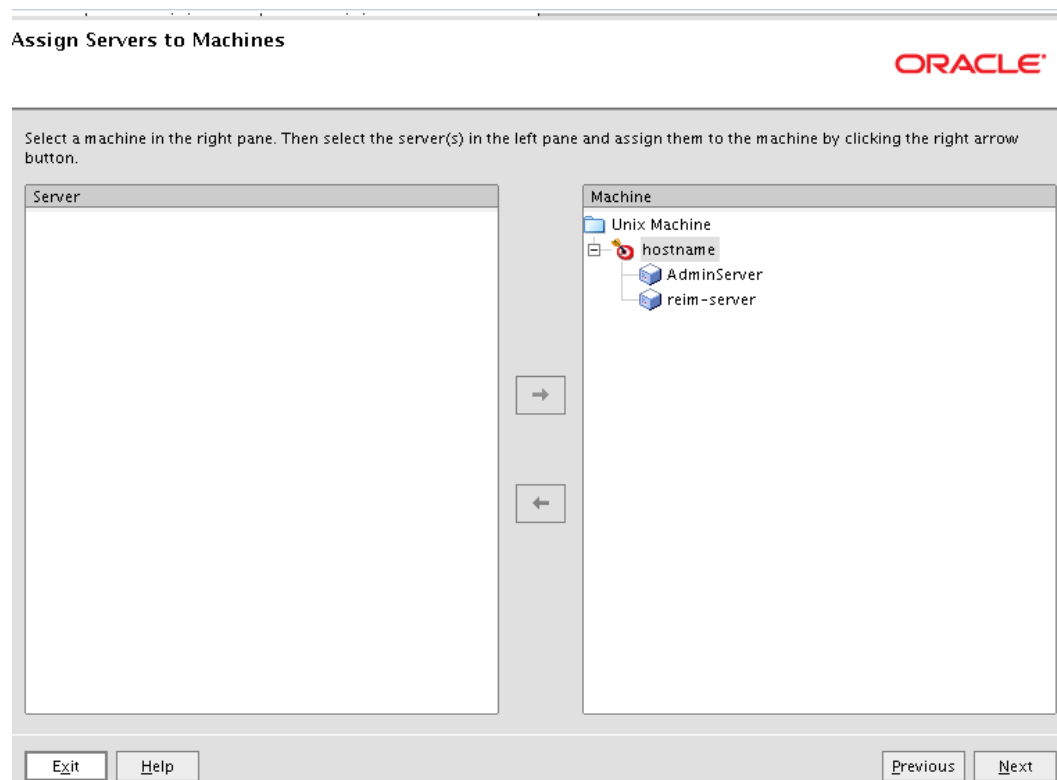 Assign Servers to Machines
ORACLE
Select a machine in the right pane. Then select the server(s) in the left pane and assign them to the machine by clicking the right arrow
button.
Server
Machine
Unix Machine
hostname
AdminServer
reim-server
Exit
Help
Previous
Next